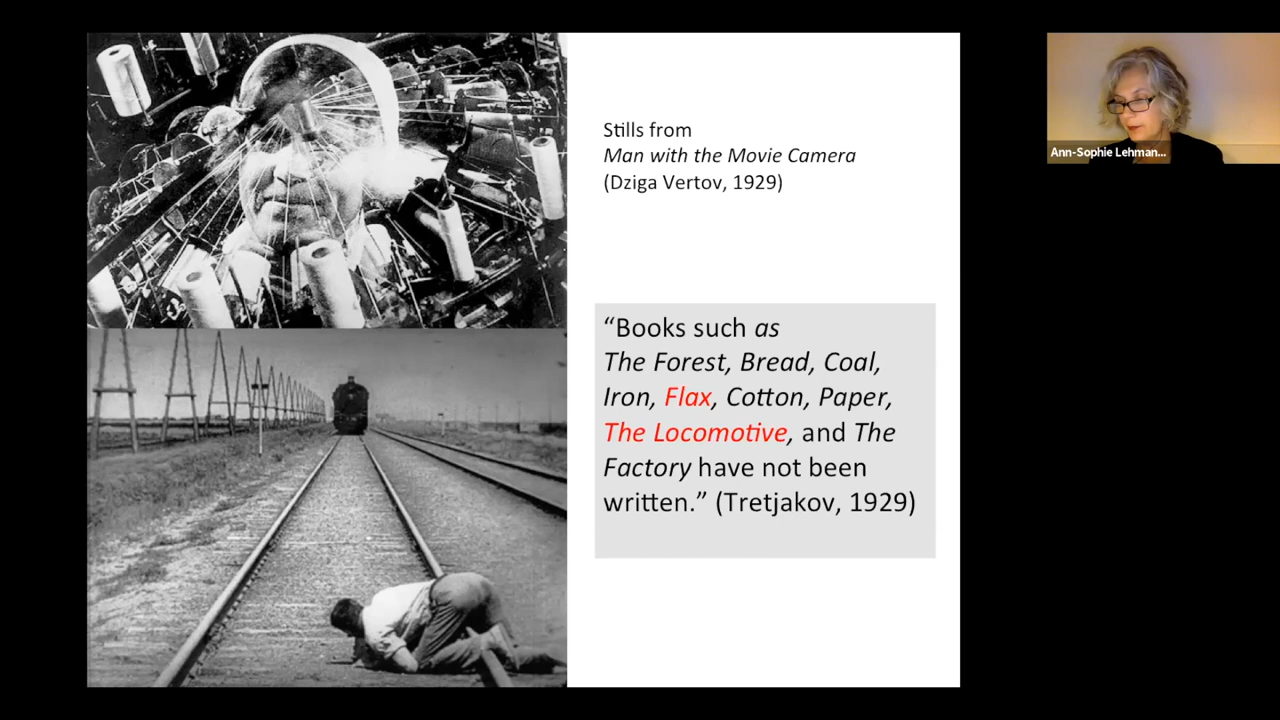 Stills from
Man with the Movie Camera
(Dziga Vertov, 1929)
“Books such as
The Forest, Bread, Coal,
Iron, Flax, Cotton, Paper,
The Locomotive, and The
Factory have not been
written.” (Tretjakov, 1929)
Ann-Sophie Lehman...